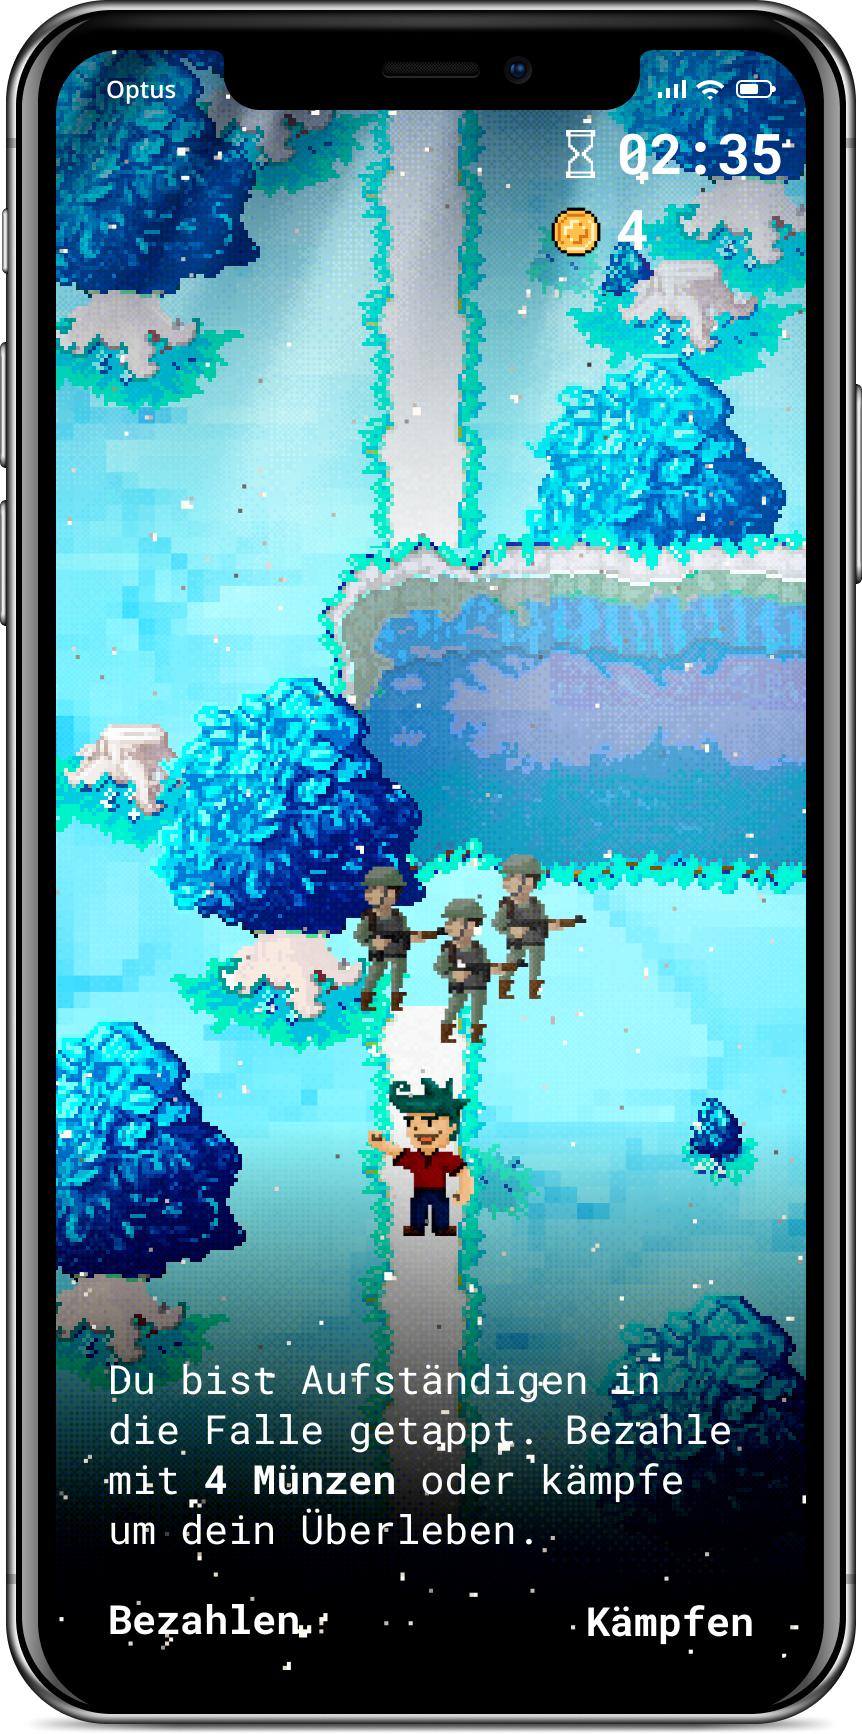 Optus
02:35
4
Du bist Aufständigen in
die Falle getappt. Bezahle
mit 4 Münzen oder kämpfe
um dein Überleben.
Bezahlen
Kämpfen